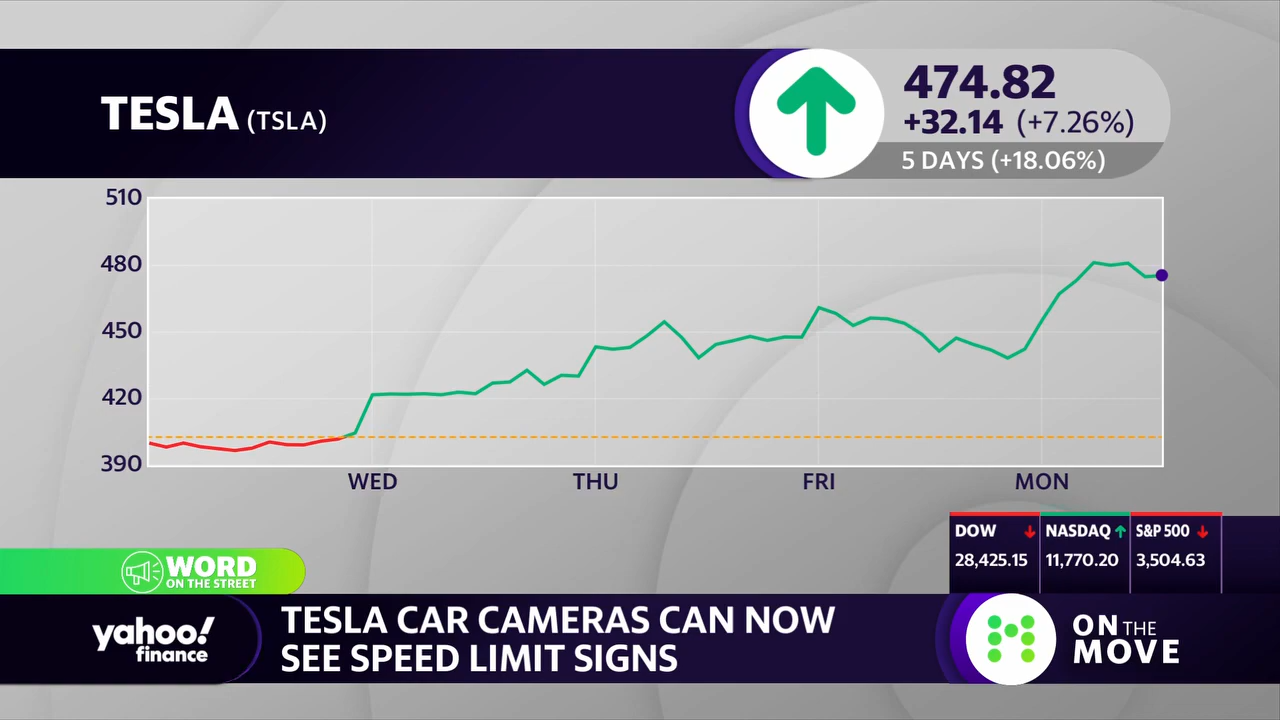 TESLA (TSLA)
474.82
+32.14 (+7.26%)
5 DAYS (+18.06%)
510
480
450
420
390
WED THU FRI MON
DOW NASDAQ S&P 500
28,425.15 11,770.20 3,504.63
WORD
ON THE STREET
yahoo!
finance
TESLA CAR CAMERAS CAN NOW
SEE SPEED LIMIT SIGNS
ON THE
MOVE